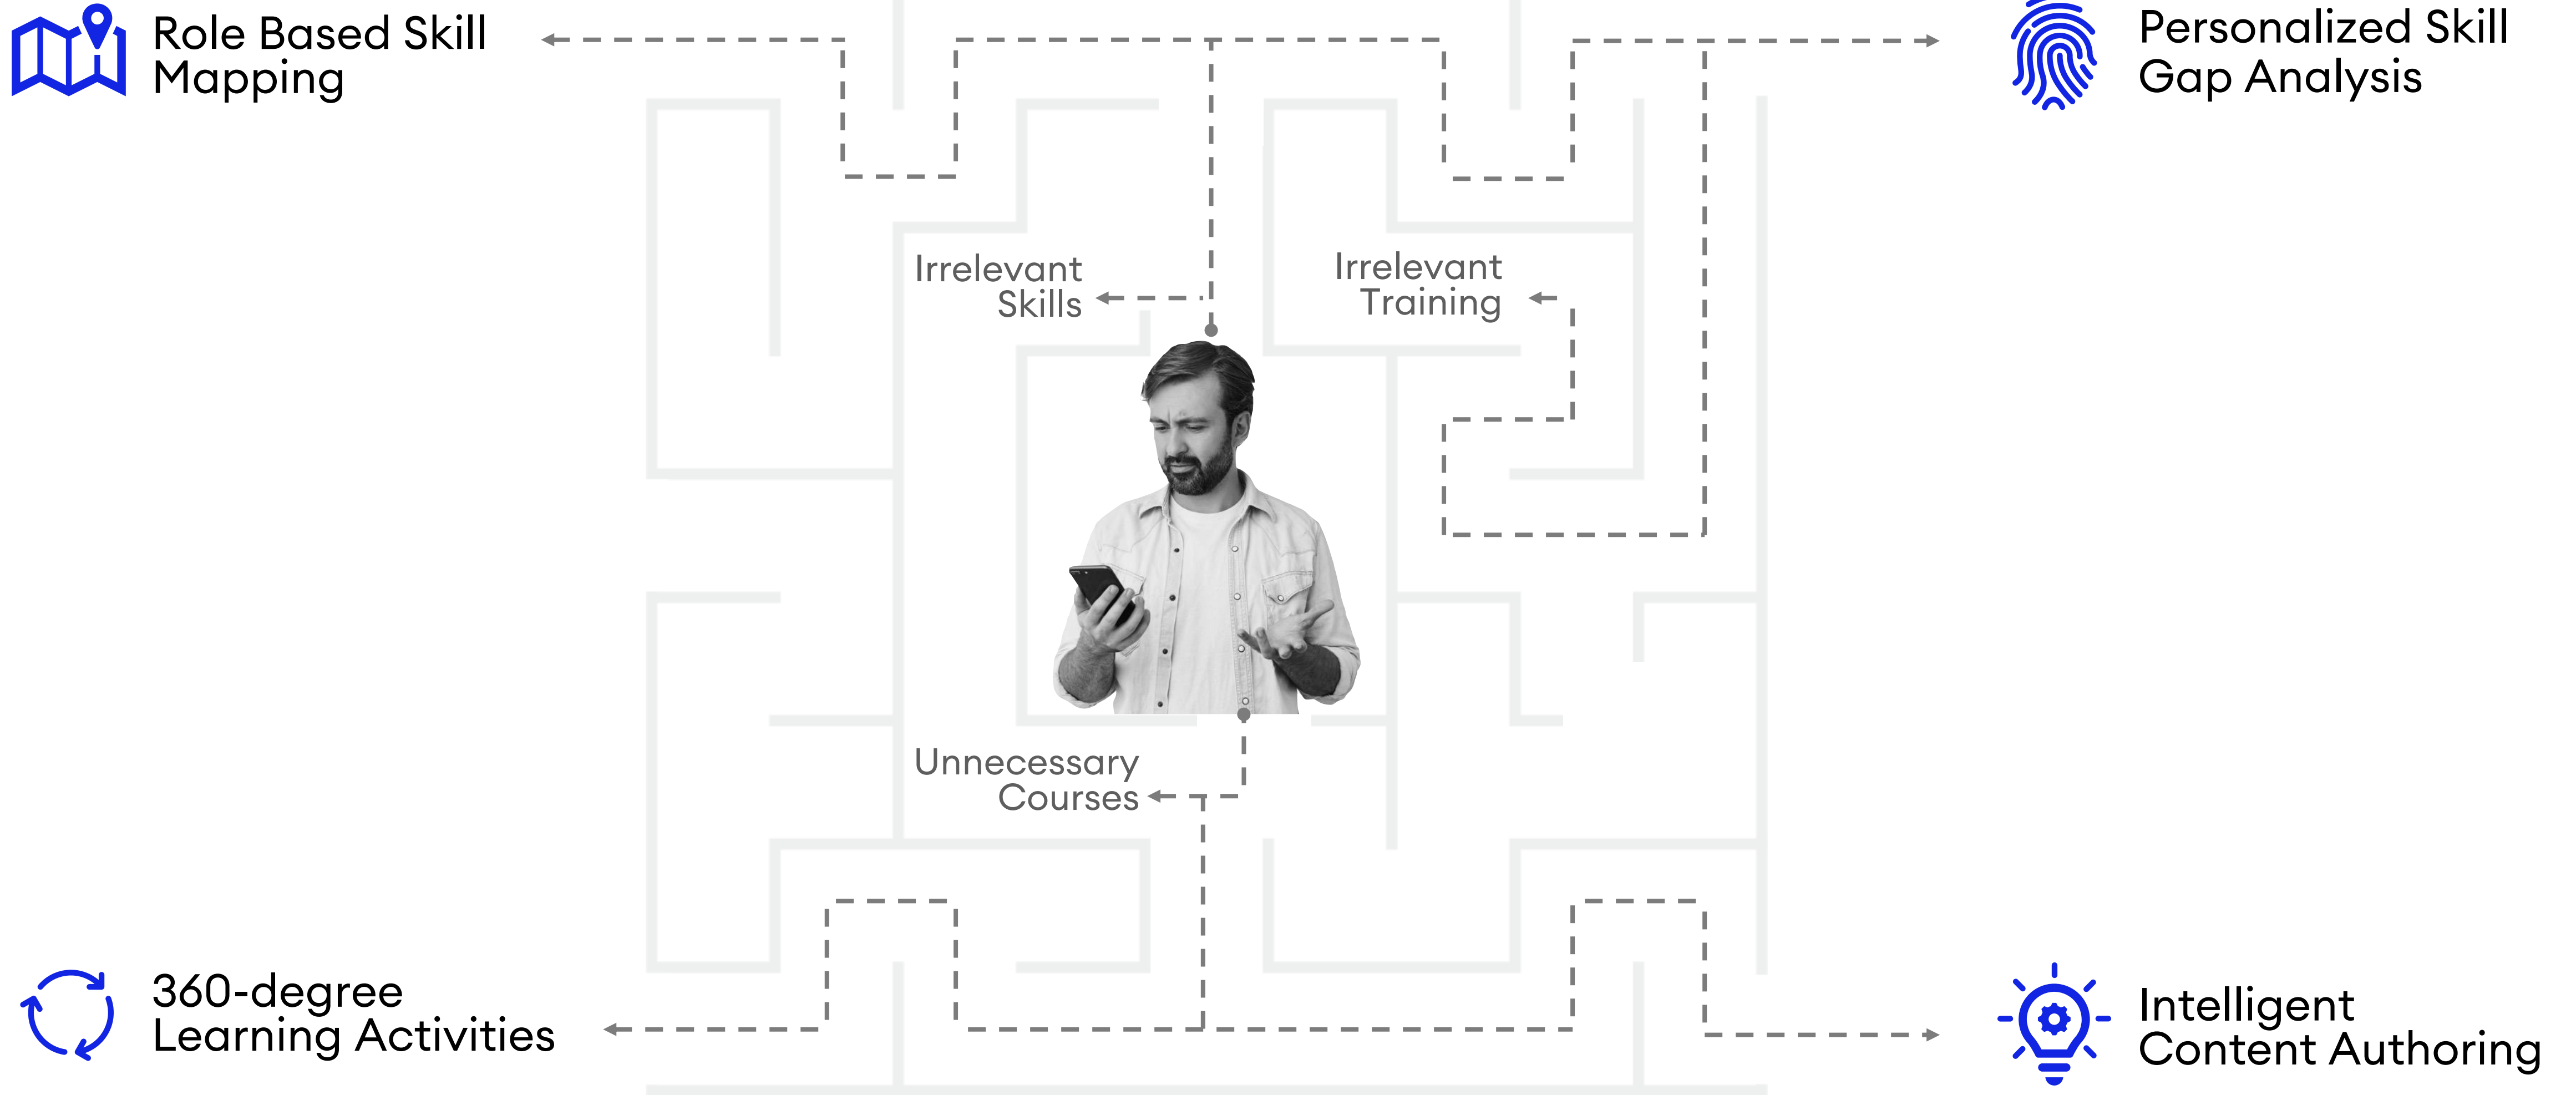 Role Based Skill
Mapping
Personalized Skill
Gap Analysis
Irrelevant
Skills
Irrelevant
Training
Unnecessary
Courses
360-degree
Learning Activities
Intelligent
Content Authoring